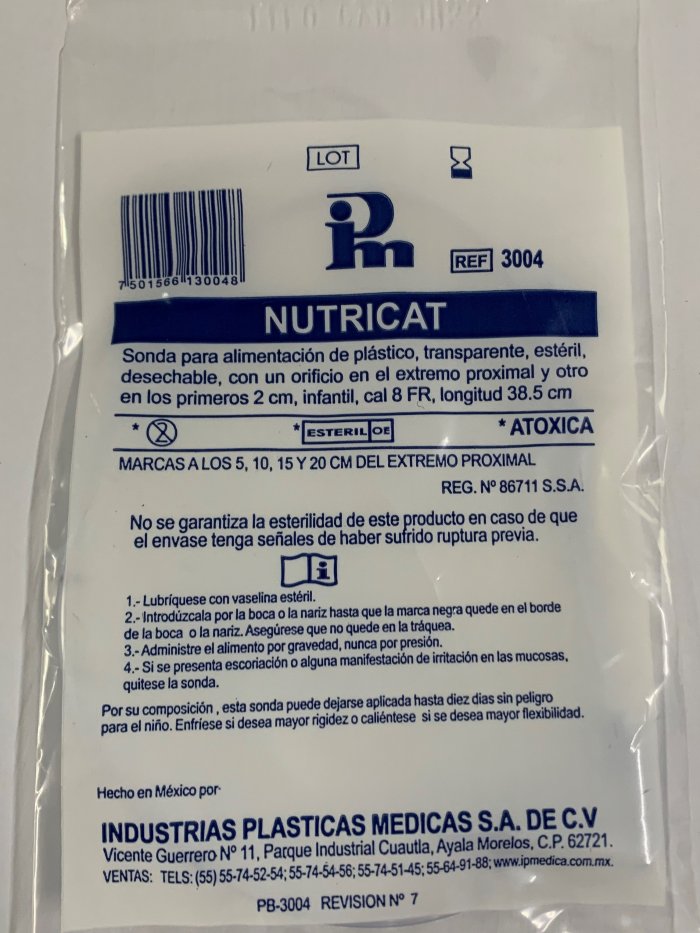 LOT
ipm
REF 3004
7 501566 130048
NUTRICAT
Sonda para alimentación de plástico, transparente, estéril,
desechable, con un orificio en el extremo proximal y otro
en los primeros 2 cm, infantil, cal 8 FR, longitud 38.5 cm
* 2 * ESTERIL OE * ATOXICA
MARCAS A LOS 5, 10, 15 Y 20 CM DEL EXTREMO PROXIMAL
REG. Nº 86711 S.S.A.
No se garantiza la esterilidad de este producto en caso de que
el envase tenga señales de haber sufrido ruptura previa.
i
1.- Lubríquese con vaselina estéril.
2.- Introdúzcala por la boca o la nariz hasta que la marca negra quede en el borde
de la boca o la nariz. Asegúrese que no quede en la tráquea.
3.- Administre el alimento por gravedad, nunca por presión.
4.- Si se presenta escoriación o alguna manifestación de irritación en las mucosas,
quitese la sonda.
Por su composición , esta sonda puede dejarse aplicada hasta diez dias sin peligro
para el niño. Enfríese si desea mayor rigidez o caliéntese si se desea mayor flexibilidad.
Hecho en México por·
INDUSTRIAS PLASTICAS MEDICAS S.A. DE C.V
Vicente Guerrero Nº 11, Parque Industrial Cuautla, Ayala Morelos, C.P. 62721.
VENTAS: TELS: (55) 55-74-52-54; 55-74-54-56; 55-74-51-45; 55-64-91-88; www.ipmedica.com.mx.
PB-3004 REVISION Nº 7